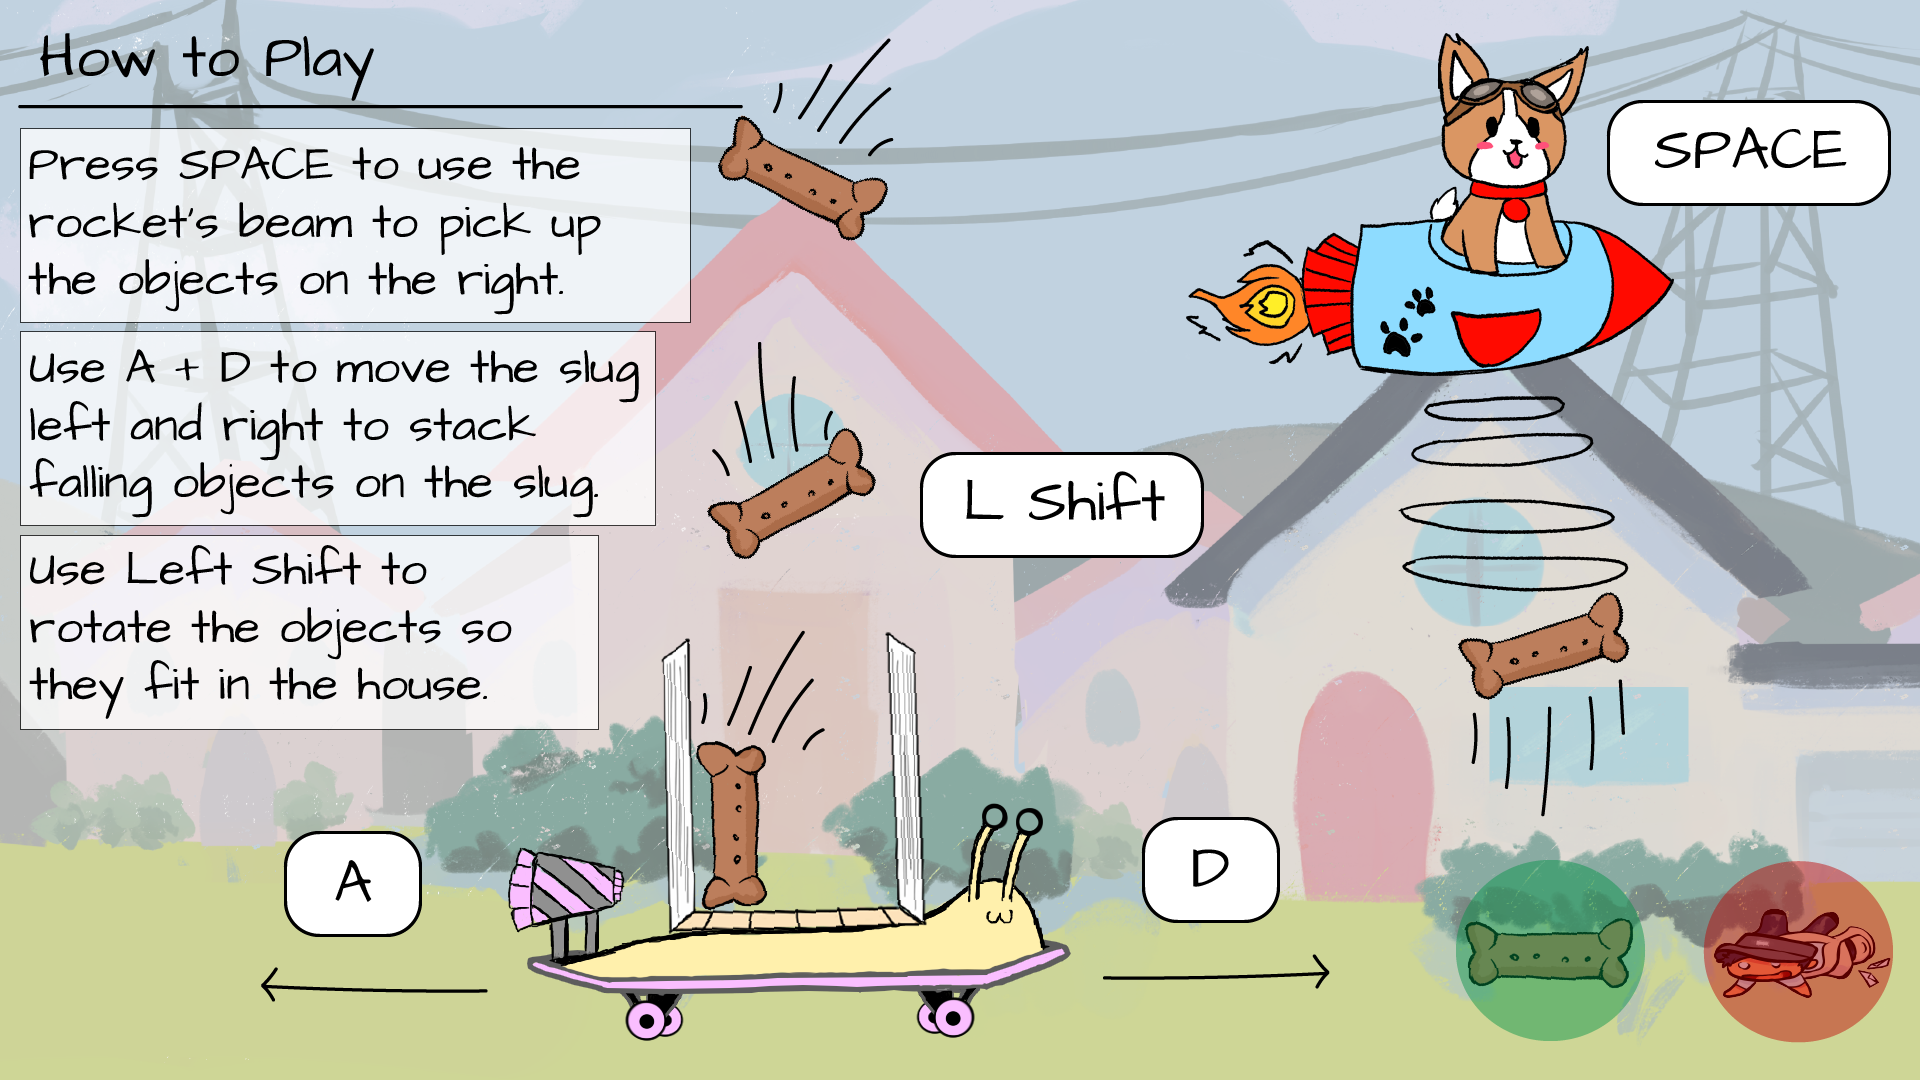 How to Play
Press SPACE to use the
rocket's beam to pick up
the objects on the right.
Use A + D to move the slug
left and right to stack
falling objects on the slug.
Use Left Shift to
rotate the objects so
they fit in the house.
SPACE
L Shift
A
D